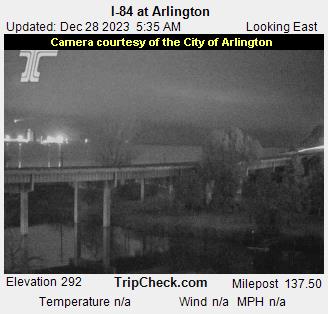 I-84 at Arlington
Updated: Dec 28 2023 5:35 AM Looking East
Camera courtesy of the City of Arlington
Elevation 292 TripCheck.com Milepost 137.50
Temperature n/a Wind n/a MPH n/a